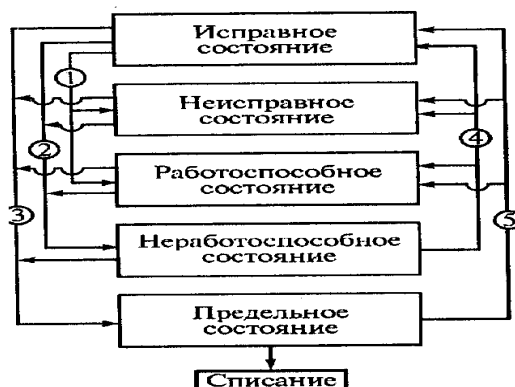 Исправное
состояние
1
Неисправное
состояние
2
4
Работоспособное
состояние
3
5
Неработоспособное
состояние
Предельное
состояние
Списание